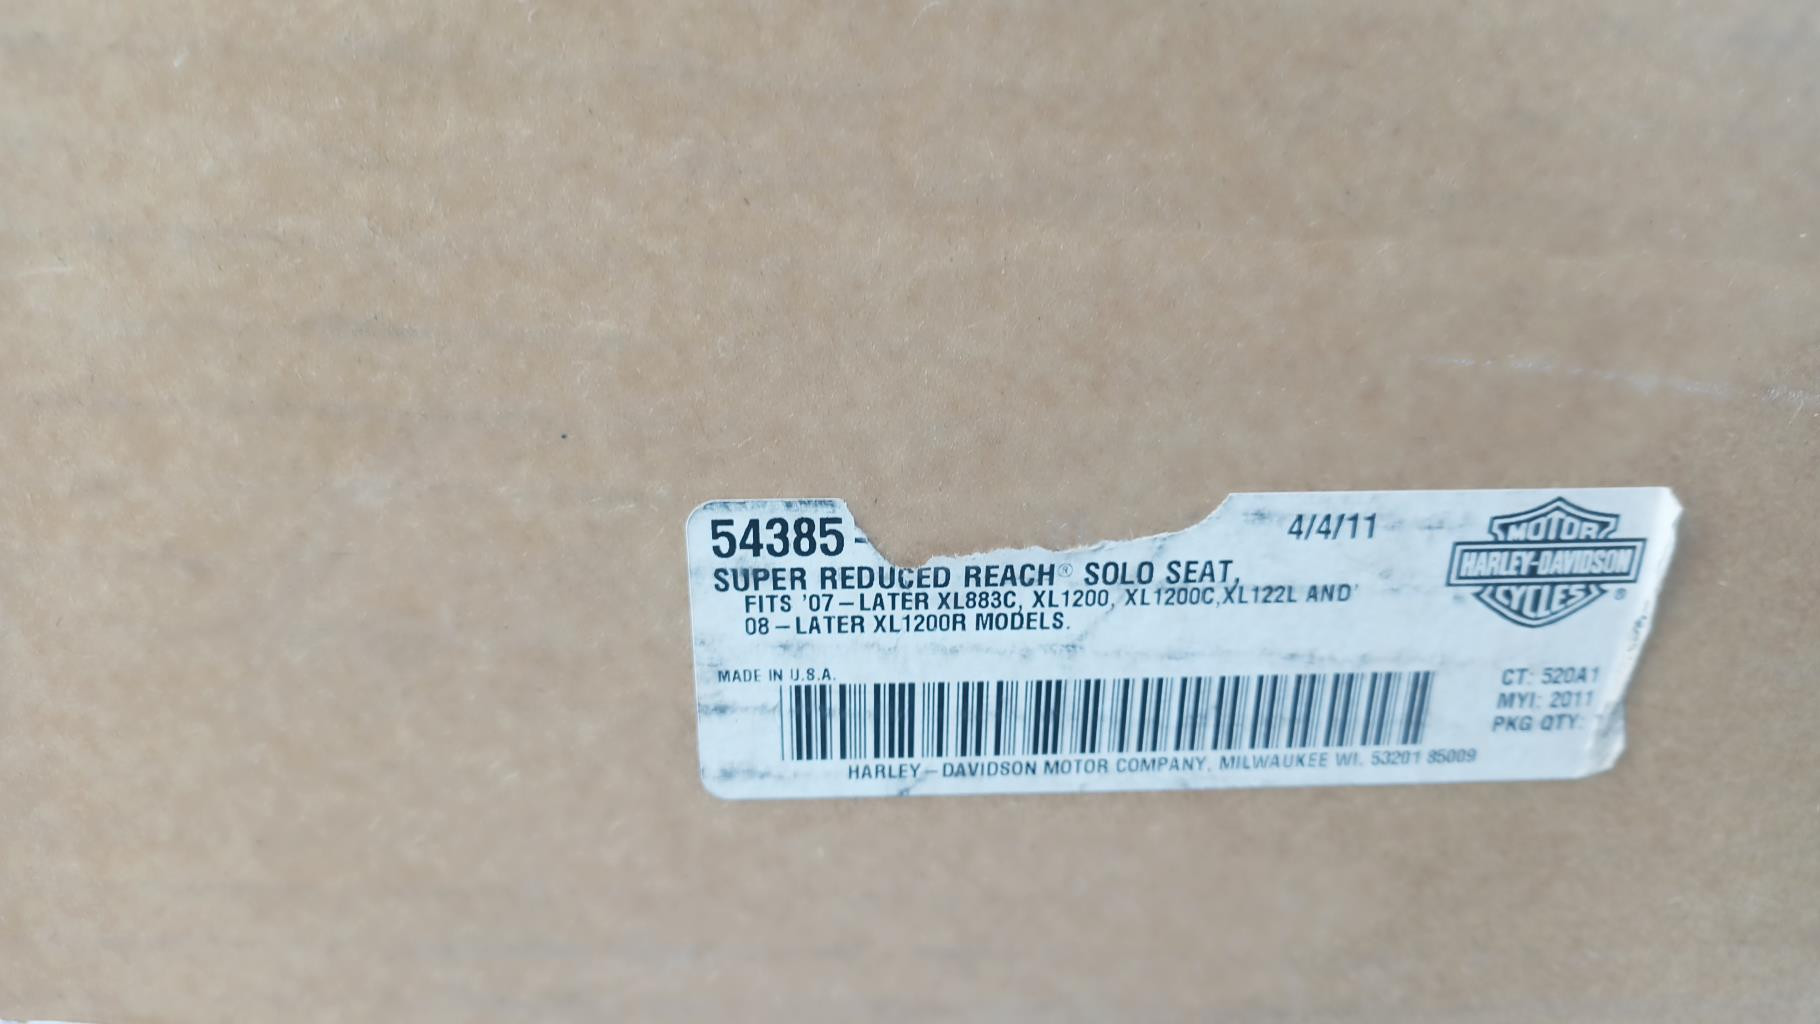 54385-
4/4/11
SUPER REDUCED REACH® SOLO SEAT,
FITS '07-LATER XL883C, XL1200, XL1200C,XL122L AND'
08-LATER XL1200R MODELS.
MOTOR
HARLEY-DAVIDSON
CYCLES
®
MADE IN U.S.A.
CT: 520A1
MYI: 2011
PKG QTY:
HARLEY-DAVIDSON MOTOR COMPANY, MILWAUKEE WI. 53201 85009